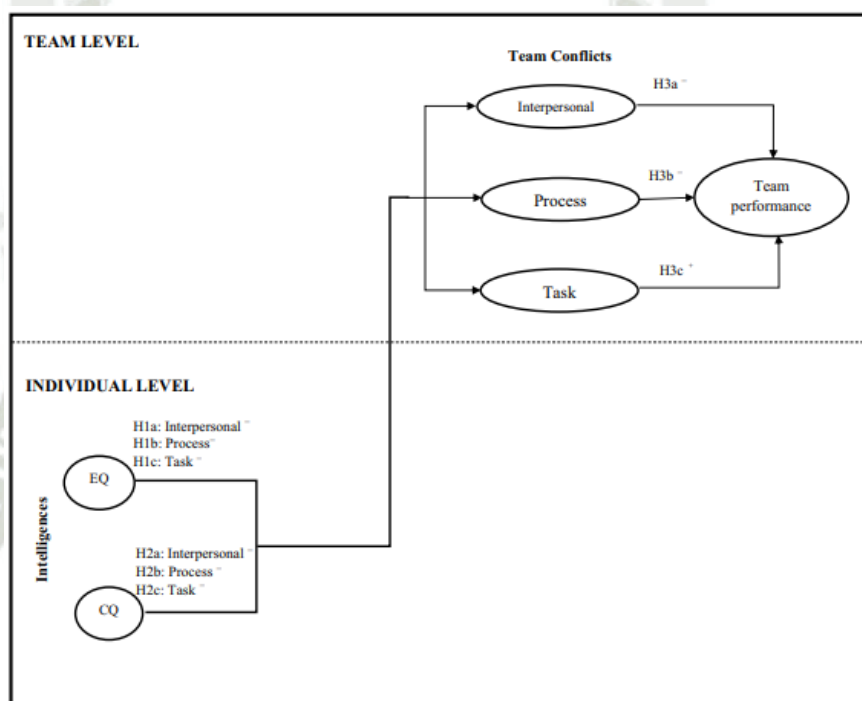 TEAM LEVEL
Team Conflicts
Interpersonal
H3a -
Process
H3b -
Team
performance
Task
H3c +
INDIVIDUAL LEVEL
H1a: Interpersonal -
H1b: Process -
H1c: Task -
EQ
Intelligences
H2a: Interpersonal -
H2b: Process -
H2c: Task -
CQ